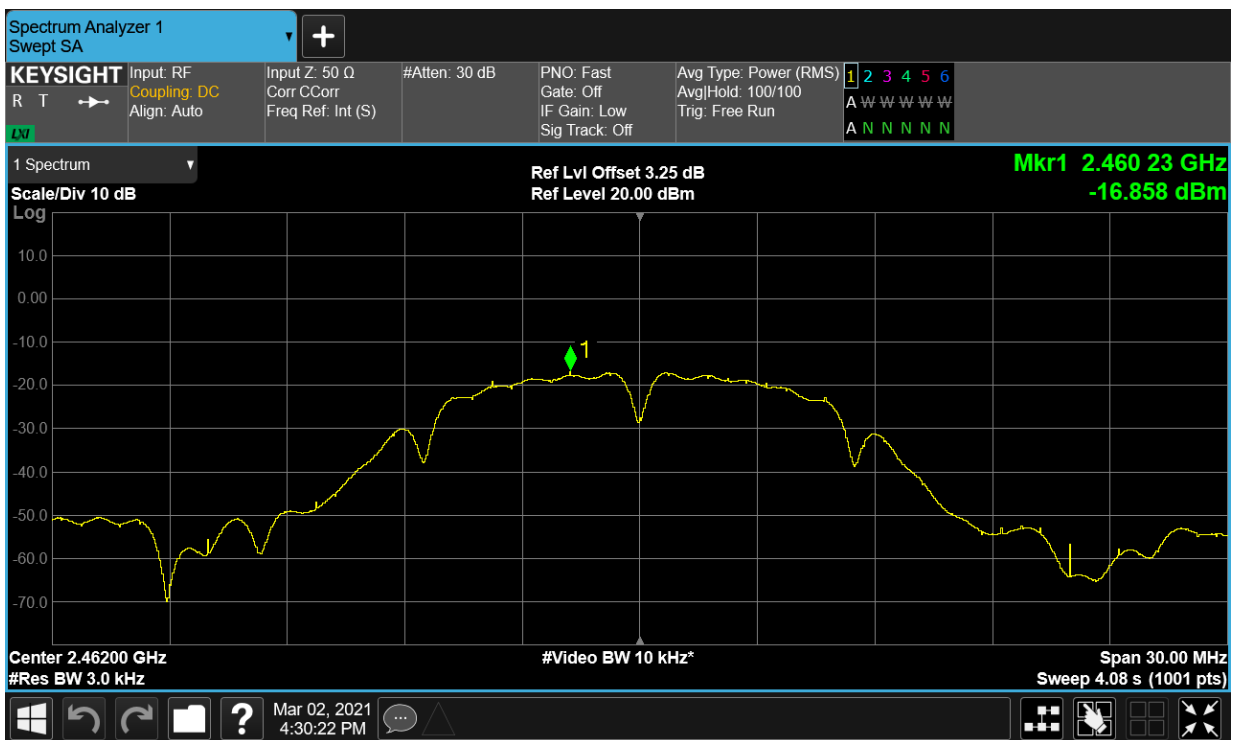 Spectrum Analyzer 1
Swept SA
▼
+
KEYSIGHT
R T
LXI
Input: RF
Coupling: DC
Align: Auto
Input Z: 50 Ω
Corr CCorr
Freq Ref: Int (S)
#Atten: 30 dB
PNO: Fast
Gate: Off
IF Gain: Low
Sig Track: Off
Avg Type: Power (RMS)
Avg|Hold: 100/100
Trig: Free Run
1 2 3 4 5 6
A W W W W W
A N N N N N
1 Spectrum ▼
Scale/Div 10 dB
Log
Ref Lvl Offset 3.25 dB
Ref Level 20.00 dBm
Mkr1 2.460 23 GHz
-16.858 dBm
10.0
0.00
-10.0
-20.0
-30.0
-40.0
-50.0
-60.0
-70.0
1
Center 2.46200 GHz
#Res BW 3.0 kHz
#Video BW 10 kHz*
Span 30.00 MHz
Sweep 4.08 s (1001 pts)
?
Mar 02, 2021
4:30:22 PM